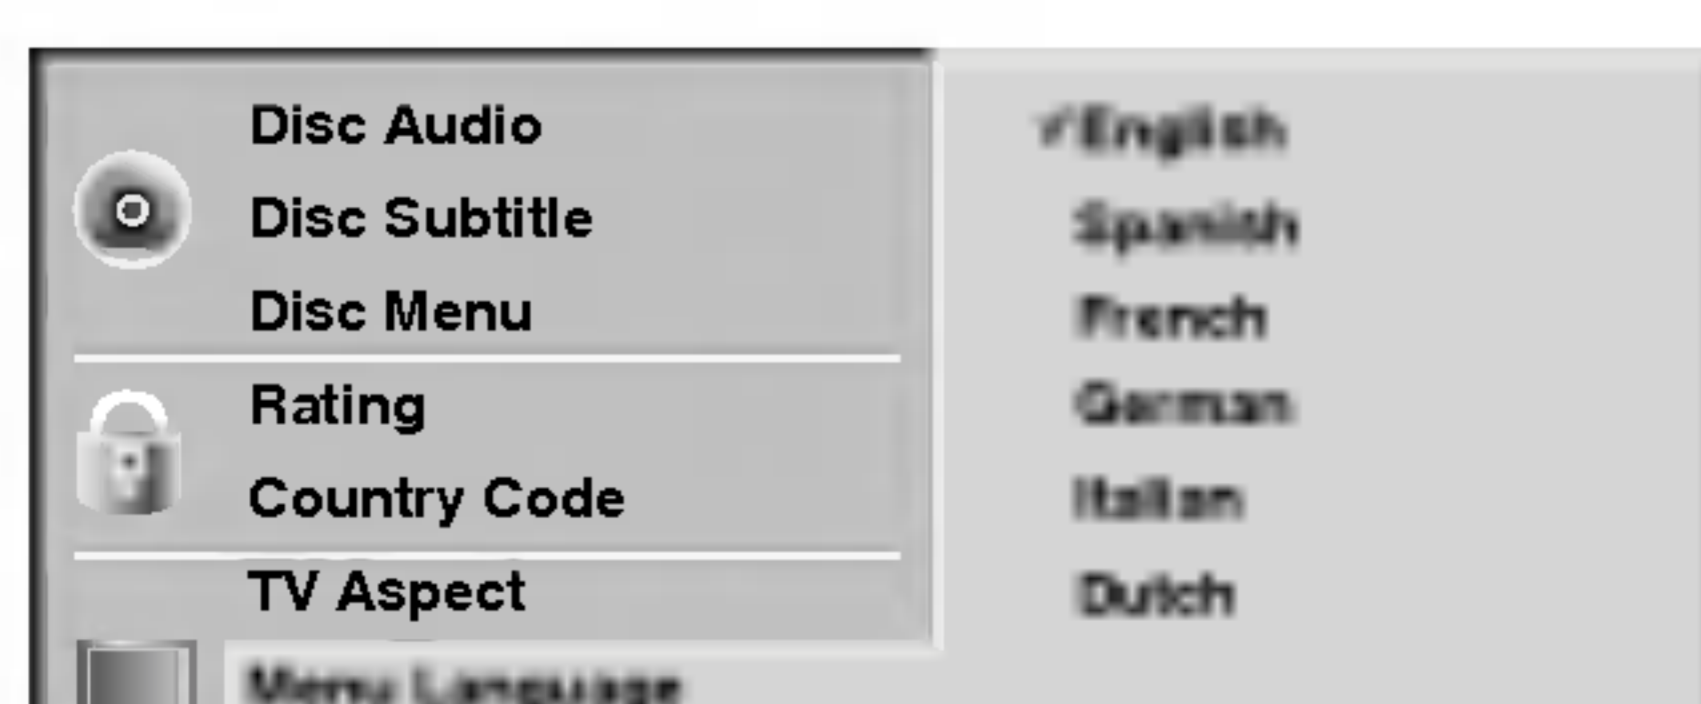 Disc Audio
Disc Subtitle
Disc Menu
Rating
Country Code
TV Aspect
Menu Language
✓English
Spanish
French
German
Italian
Dutch